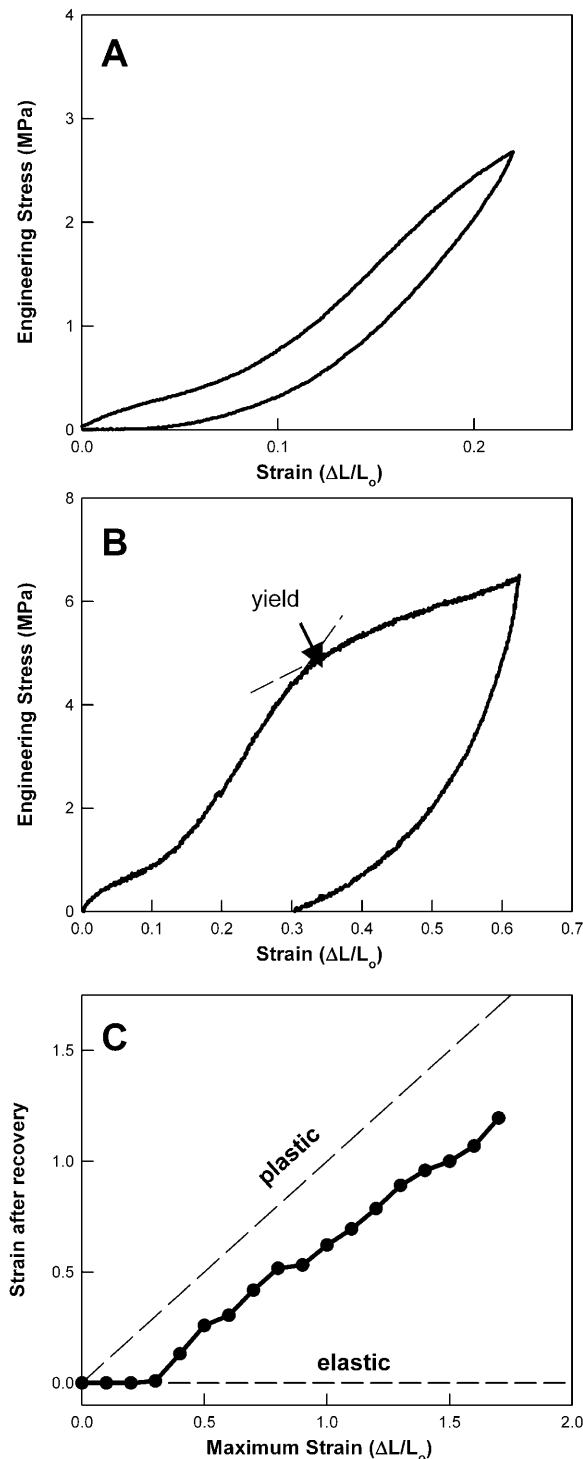 A
Engineering Stress (MPa)
4
3
2
1
0
0.0 0.1 0.2
Strain (ΔL/Lo)
B
yield
Engineering Stress (MPa)
8
6
4
2
0
0.0 0.1 0.2 0.3 0.4 0.5 0.6 0.7
Strain (ΔL/Lo)
C
plastic
elastic
Strain after recovery
1.5
1.0
0.5
0.0
0.0 0.5 1.0 1.5 2.0
Maximum Strain (ΔL/Lo)